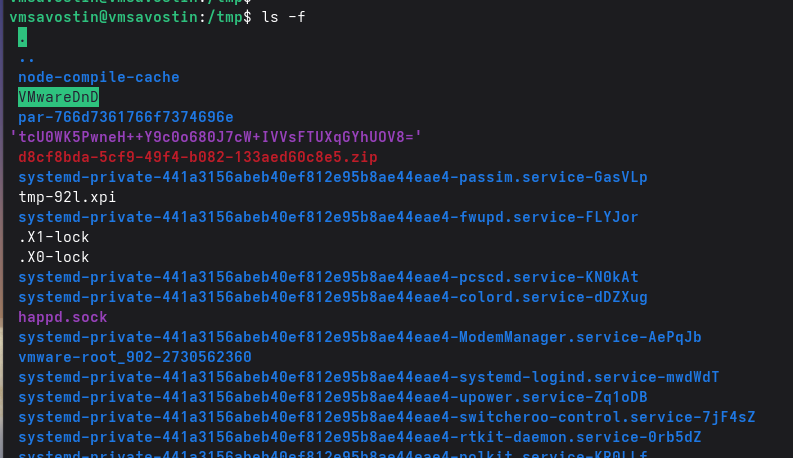 vmsavostin@vmsavostin:/tmp$
vmsavostin@vmsavostin:/tmp$ ls -f
.
..
node-compile-cache
VMwareDnD
par-766d7361766f7374696e
'tcU0WK5PwneH++Y9c0o680J7cW+IVVsFTUXqGYhUOV8='
d8cf8bda-5cf9-49f4-b082-133aed60c8e5.zip
systemd-private-441a3156abeb40ef812e95b8ae44eae4-passim.service-GasVLp
tmp-92l.xpi
systemd-private-441a3156abeb40ef812e95b8ae44eae4-fwupd.service-FLYJor
.X1-lock
.X0-lock
systemd-private-441a3156abeb40ef812e95b8ae44eae4-pcscd.service-KN0kAt
systemd-private-441a3156abeb40ef812e95b8ae44eae4-colord.service-dDZXug
happd.sock
systemd-private-441a3156abeb40ef812e95b8ae44eae4-ModemManager.service-AePqJb
vmware-root_902-2730562360
systemd-private-441a3156abeb40ef812e95b8ae44eae4-systemd-logind.service-mwdWdT
systemd-private-441a3156abeb40ef812e95b8ae44eae4-upower.service-Zq1oDB
systemd-private-441a3156abeb40ef812e95b8ae44eae4-switcheroo-control.service-7jF4sZ
systemd-private-441a3156abeb40ef812e95b8ae44eae4-rtkit-daemon.service-0rb5dZ